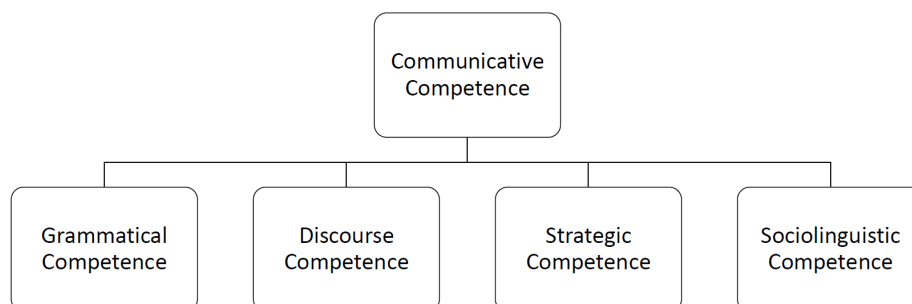 Communicative
Competence
Grammatical
Competence
Discourse
Competence
Strategic
Competence
Sociolinguistic
Competence